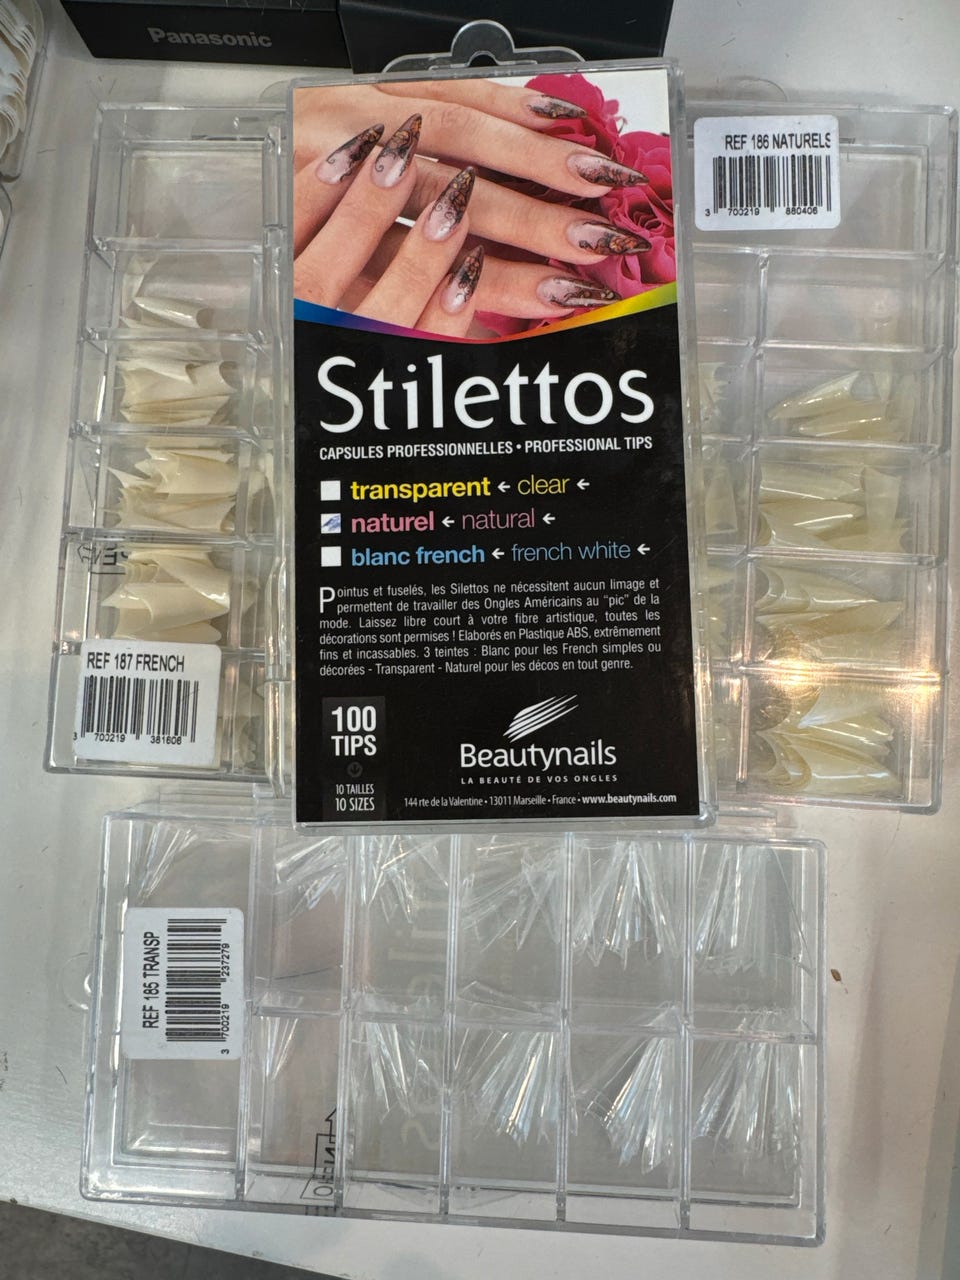 Panasonic
REF 186 NATURELS
3 700219 880406
Stilettos
CAPSULES PROFESSIONNELLES • PROFESSIONAL TIPS
transparent ← clear ←
naturel ← natural ←
blanc french ← french white ←
Pointus et fuselés, les Silettos ne nécessitent aucun limage et
permettent de travailler des Ongles Américains au "pic" de la
mode. Laissez libre court à votre fibre artistique, toutes les
décorations sont permises ! Elaborés en Plastique ABS, extrêmement
fins et incassables. 3 teintes : Blanc pour les French simples ou
décorées - Transparent - Naturel pour les décos en tout genre.
REF 187 FRENCH
3 700219 381606
100
TIPS
10 TAILLES
10 SIZES
Beautynails
LA BEAUTÉ DE VOS ONGLES
144 rte de la Valentine • 13011 Marseille • France • www.beautynails.com
REF 185 TRANSP
3 700219 237279